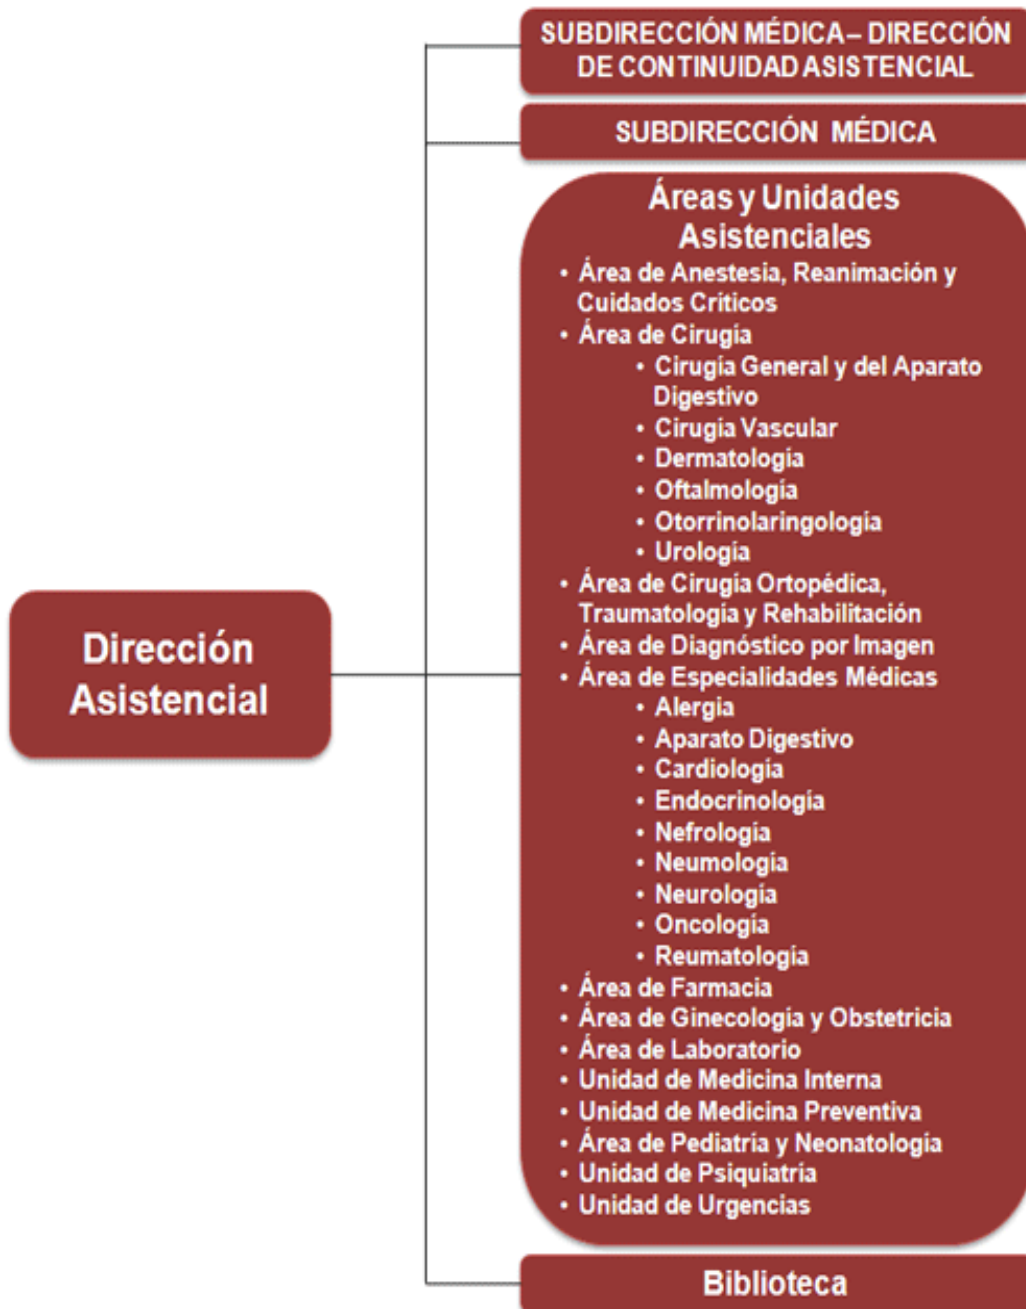 SUBDIRECCIÓN MÉDICA – DIRECCIÓN
DE CONTINUIDAD ASISTENCIAL
SUBDIRECCIÓN MÉDICA
Áreas y Unidades
Asistenciales
• Área de Anestesia, Reanimación y
Cuidados Críticos
• Área de Cirugía
• Cirugía General y del Aparato
Digestivo
• Cirugía Vascular
• Dermatología
• Oftalmología
• Otorrinolaringología
• Urología
• Área de Cirugía Ortopédica,
Traumatología y Rehabilitación
• Área de Diagnóstico por Imagen
• Área de Especialidades Médicas
• Alergia
• Aparato Digestivo
• Cardiología
• Endocrinología
• Nefrología
• Neumología
• Neurología
• Oncología
• Reumatología
• Área de Farmacia
• Área de Ginecología y Obstetricia
• Área de Laboratorio
• Unidad de Medicina Interna
• Unidad de Medicina Preventiva
• Área de Pediatría y Neonatología
• Unidad de Psiquiatría
• Unidad de Urgencias
Dirección
Asistencial
Biblioteca